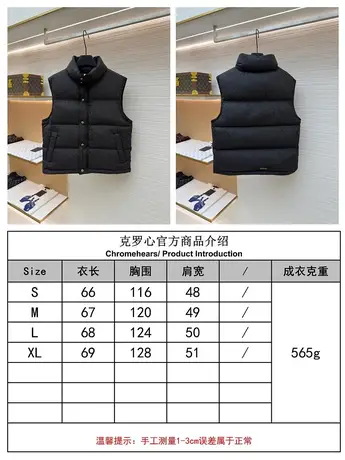 克罗心官方商品介绍
Chromehears/ Product Introduction
Size 衣长 胸围 肩宽 / 成衣克重
S 66 116 48 /
M 67 120 49 /
L 68 124 50 /
XL 69 128 51 /
565g
温馨提示：手工测量1-3cm误差属于正常